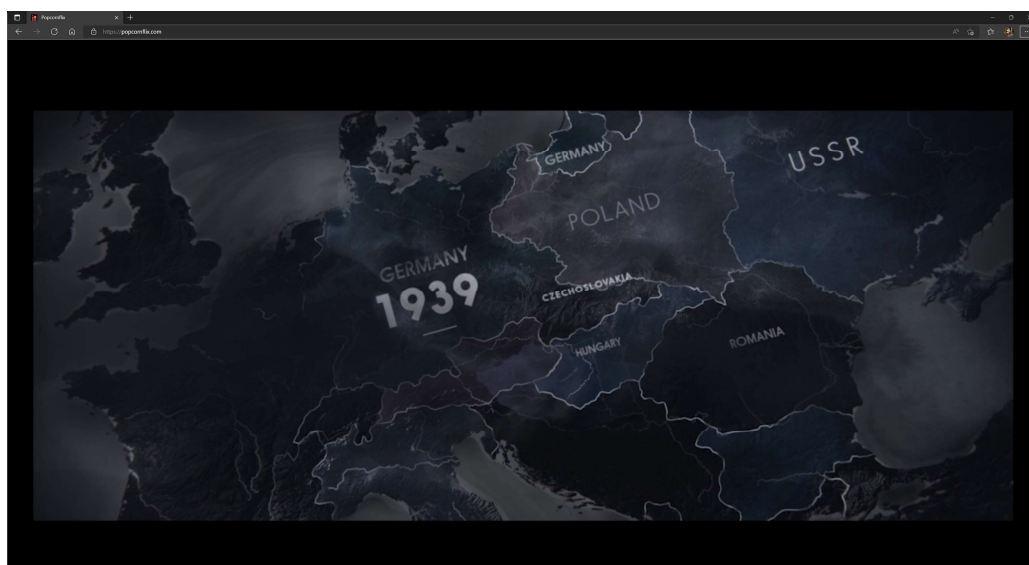 Popcornflix
https://popcornflix.com
GERMANY
USSR
POLAND
GERMANY
1939
CZECHOSLOVAKIA
HUNGARY
ROMANIA